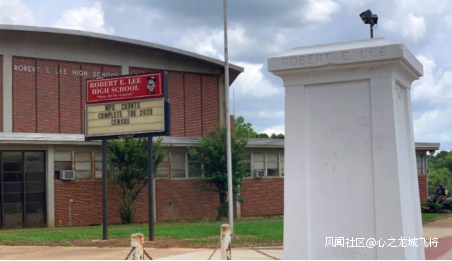 ROBERT E. LEE HIGH SCHOOL
ROBERT E. LEE
HIGH SCHOOL
MPS COUNTS
COMPLETE THE 2020
CENSUS
ROBERT E. LEE
风闻社区@心之龙城飞将